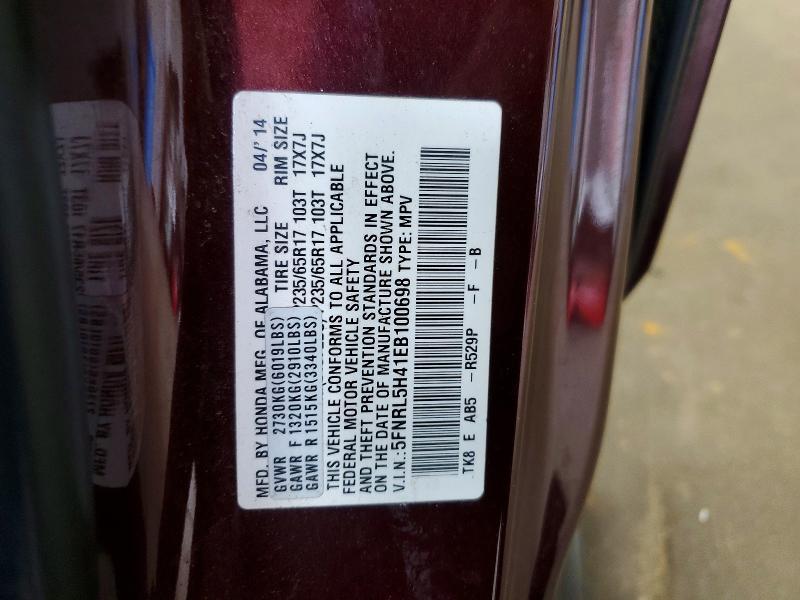 MFD. BY HONDA MFG. OF ALABAMA, LLC 04/'14
GVWR 2730KG(6019LBS) TIRE SIZE RIM SIZE
GAWR F 1320KG(2910LBS) P235/65R17 103T 17X7J
GAWR R 1515KG(3340LBS) P235/65R17 103T 17X7J
THIS VEHICLE CONFORMS TO ALL APPLICABLE
FEDERAL MOTOR VEHICLE SAFETY
AND THEFT PREVENTION STANDARDS IN EFFECT
ON THE DATE OF MANUFACTURE SHOWN ABOVE.
V.I.N.:5FNRL5H41EB100698 TYPE: MPV
TK8 E AB5 -R529P -F -B